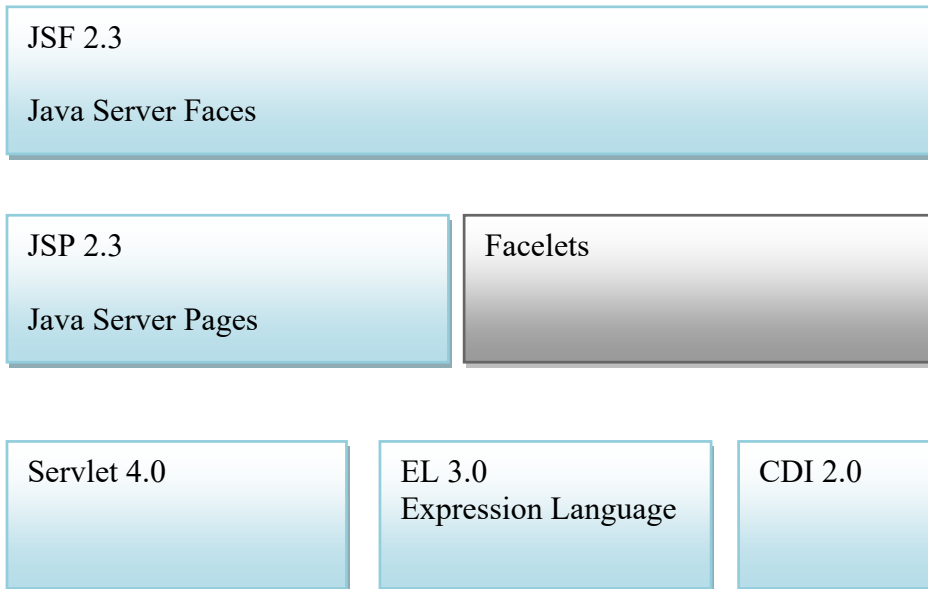 JSF 2.3
Java Server Faces
JSP 2.3
Java Server Pages
Facelets
Servlet 4.0
EL 3.0
Expression Language
CDI 2.0